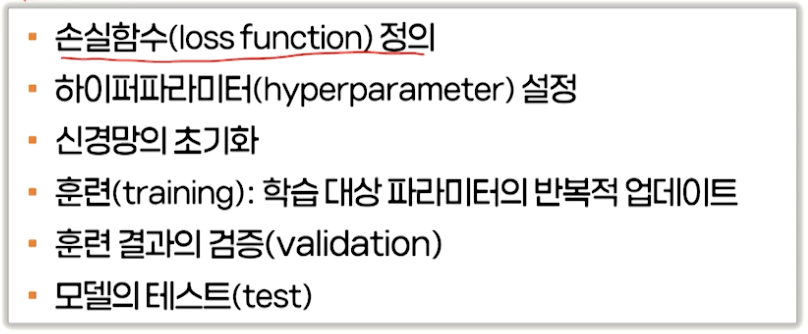 ▪ 손실함수(loss function) 정의
▪ 하이퍼파라미터(hyperparameter) 설정
▪ 신경망의 초기화
▪ 훈련(training): 학습 대상 파라미터의 반복적 업데이트
▪ 훈련 결과의 검증(validation)
▪ 모델의 테스트(test)